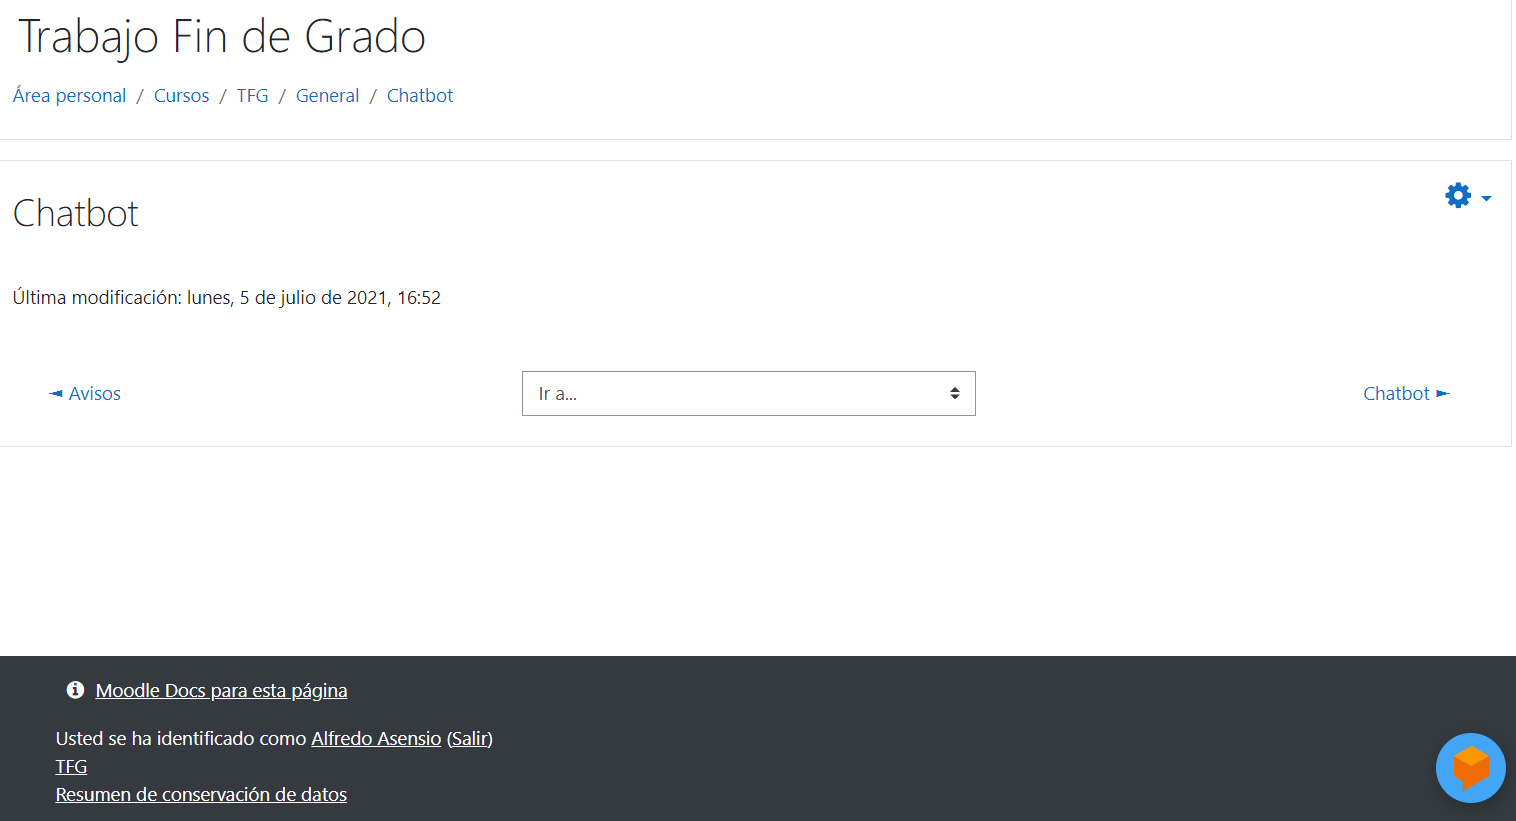 Trabajo Fin de Grado
Área personal / Cursos / TFG / General / Chatbot
Chatbot
Última modificación: lunes, 5 de julio de 2021, 16:52
◄ Avisos
Ir a...
Chatbot ►
Moodle Docs para esta página
Usted se ha identificado como Alfredo Asensio (Salir)
TFG
Resumen de conservación de datos